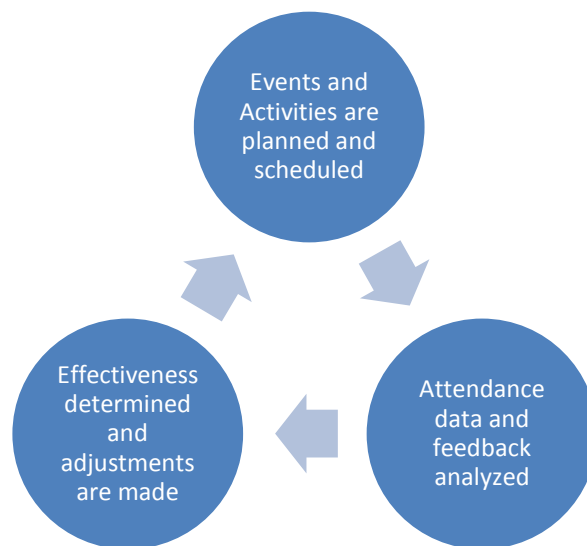 Events and
Activities are
planned and
scheduled
Attendance
data and
feedback
analyzed
Effectiveness
determined
and
adjustments
are made